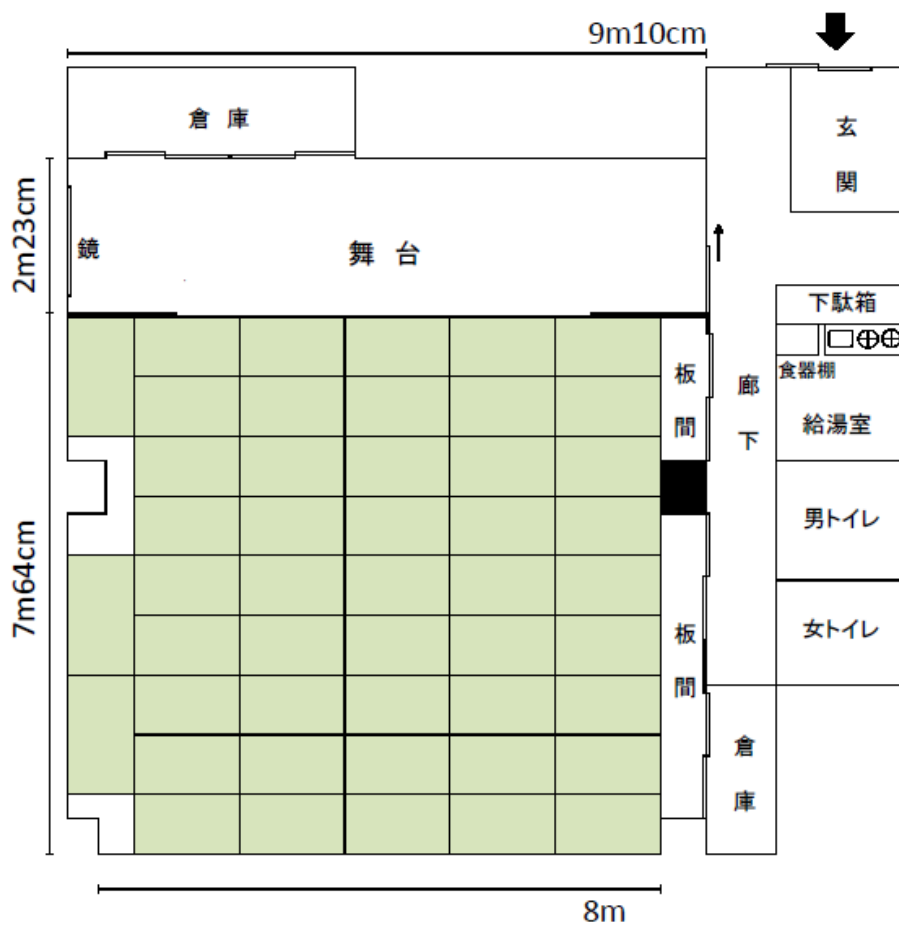 9m10cm
倉庫
玄関
2m23cm
鏡
舞台
下駄箱
食器棚
板間
廊下
給湯室
男トイレ
7m64cm
板間
女トイレ
倉庫
8m